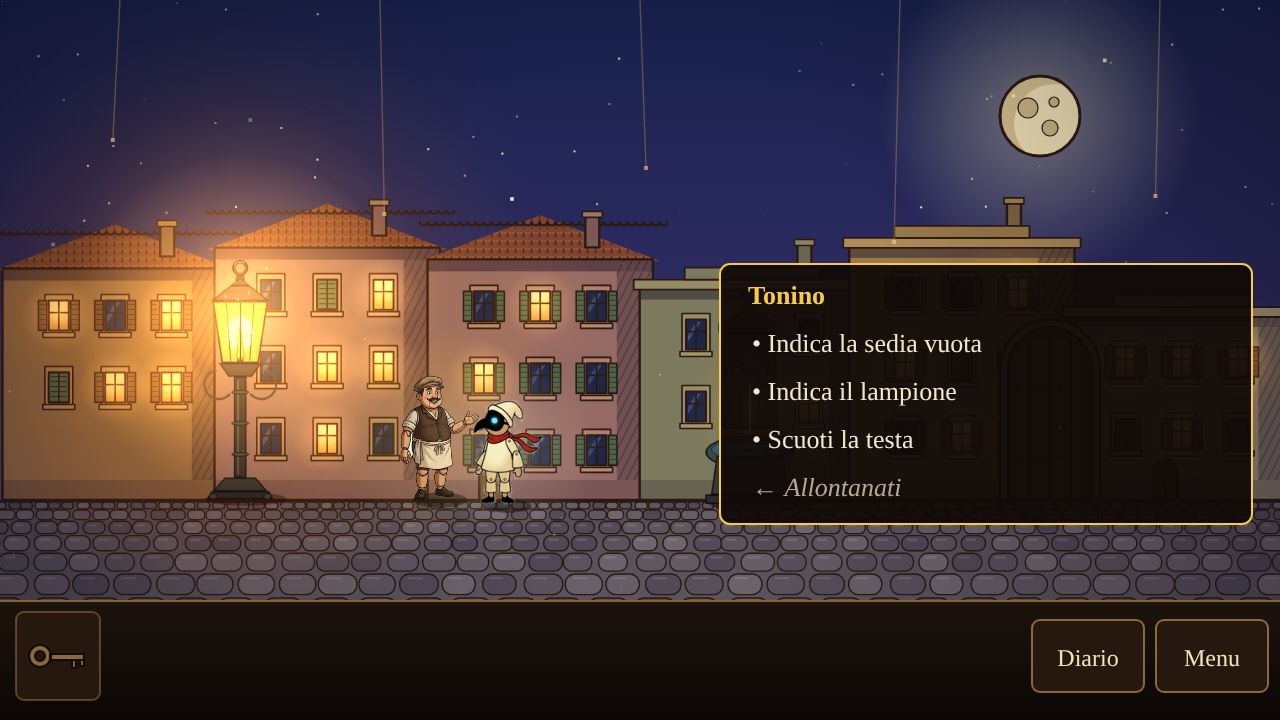 Tonino
• Indica la sedia vuota
• Indica il lampione
• Scuoti la testa
← Allontanati
Diario
Menu